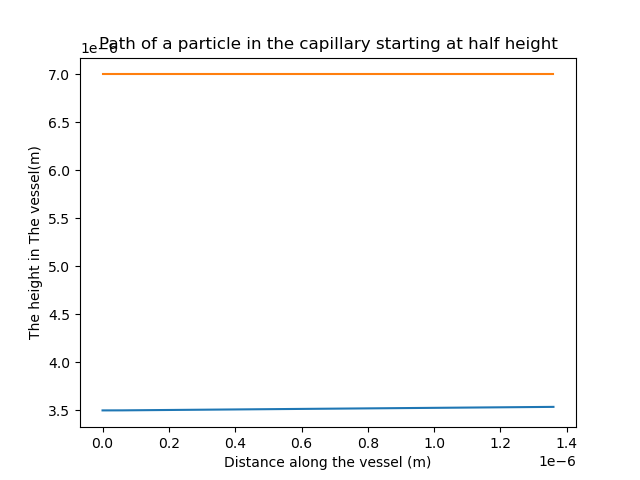 Path of a particle in the capillary starting at half height
1e−6
7.0
6.5
6.0
5.5
5.0
4.5
4.0
3.5
The height in The vessel(m)
0.0 0.2 0.4 0.6 0.8 1.0 1.2 1.4
Distance along the vessel (m)
1e−6